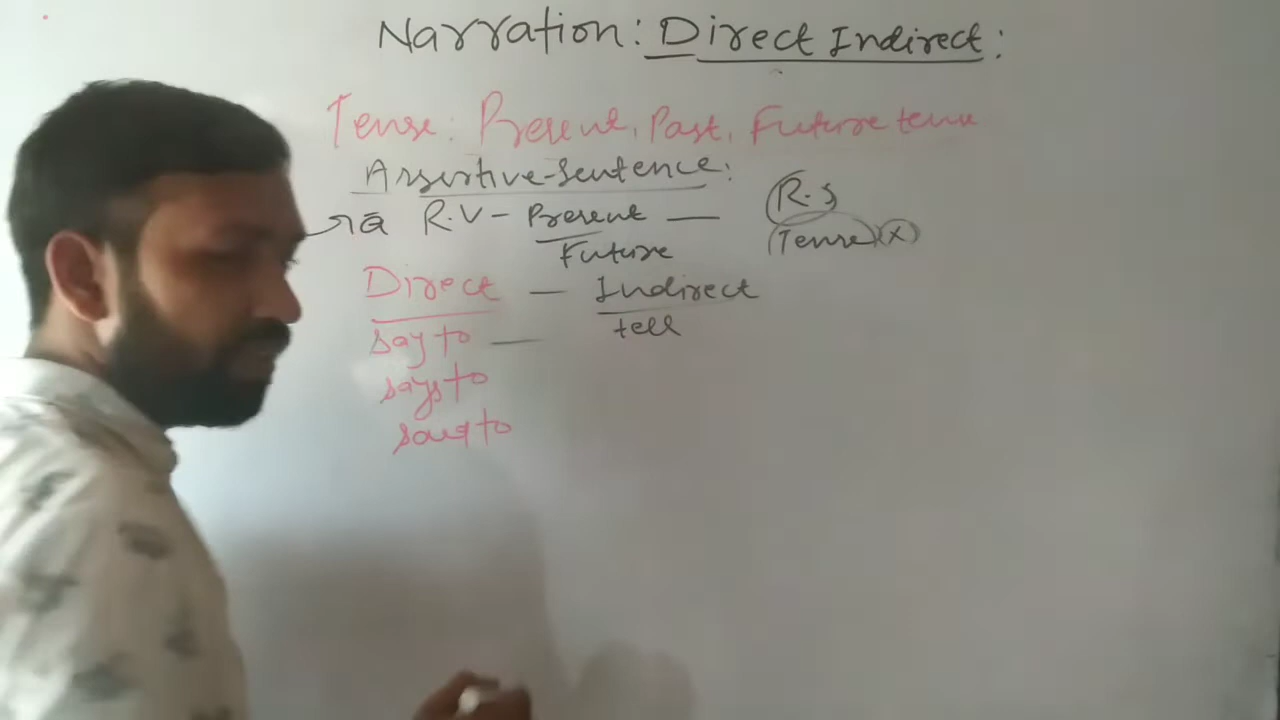 Narration: Direct Indirect:
Tense: Present, Past, Future tense
Assertive-Sentence:
R.V - Present — R.S
Future (Tense)(x)
Direct — Indirect
say to — tell
says to
said to